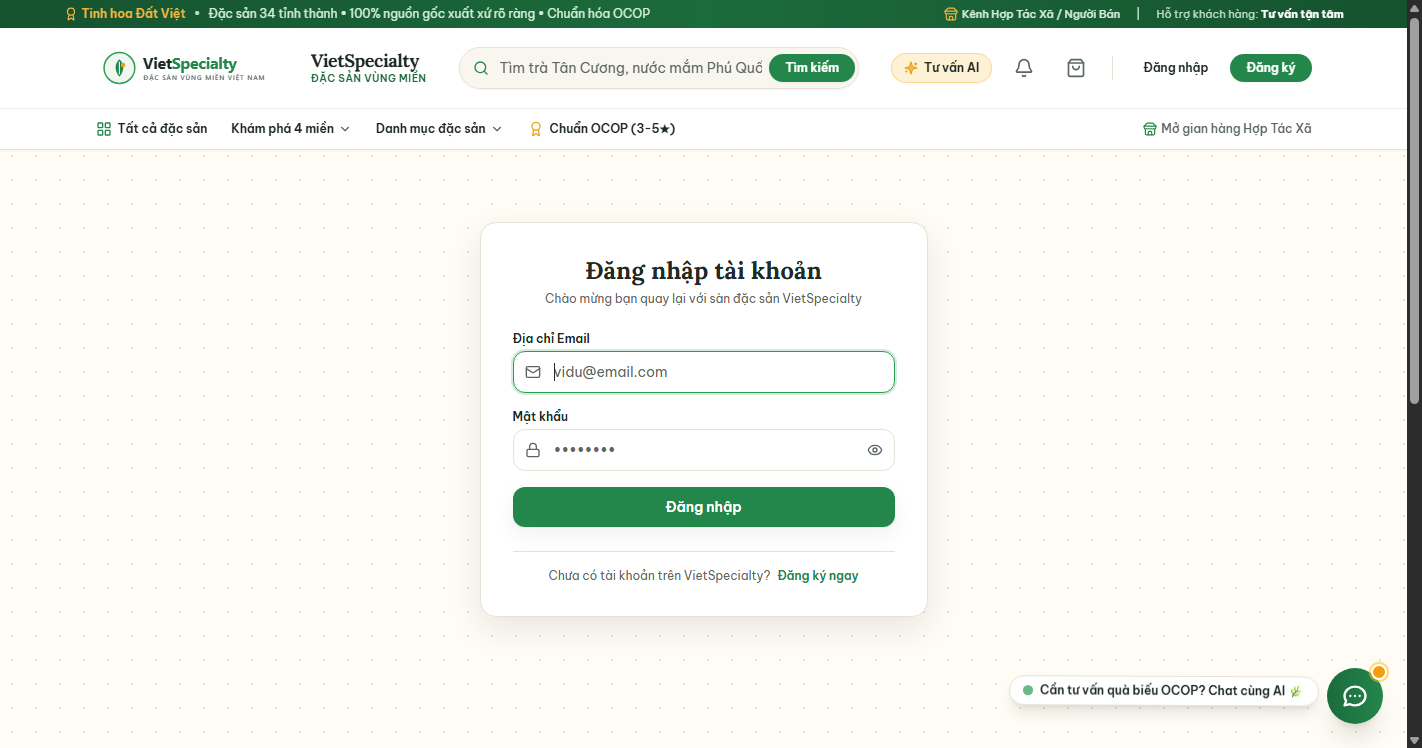 Tinh hoa Đất Việt • Đặc sản 34 tỉnh thành • 100% nguồn gốc xuất xứ rõ ràng • Chuẩn hóa OCOP
Kênh Hợp Tác Xã / Người Bán | Hỗ trợ khách hàng: Tư vấn tận tâm
VietSpecialty
ĐẶC SẢN VÙNG MIỀN VIỆT NAM
VietSpecialty
ĐẶC SẢN VÙNG MIỀN
Tìm trà Tân Cương, nước mắm Phú Quố
Tìm kiếm
Tư vấn AI
Đăng nhập
Đăng ký
Tất cả đặc sản
Khám phá 4 miền
Danh mục đặc sản
Chuẩn OCOP (3-5★)
Mở gian hàng Hợp Tác Xã
Đăng nhập tài khoản
Chào mừng bạn quay lại với sàn đặc sản VietSpecialty
Địa chỉ Email
vidu@email.com
Mật khẩu
••••••••
Đăng nhập
Chưa có tài khoản trên VietSpecialty? Đăng ký ngay
Cần tư vấn quà biếu OCOP? Chat cùng AI 🌿